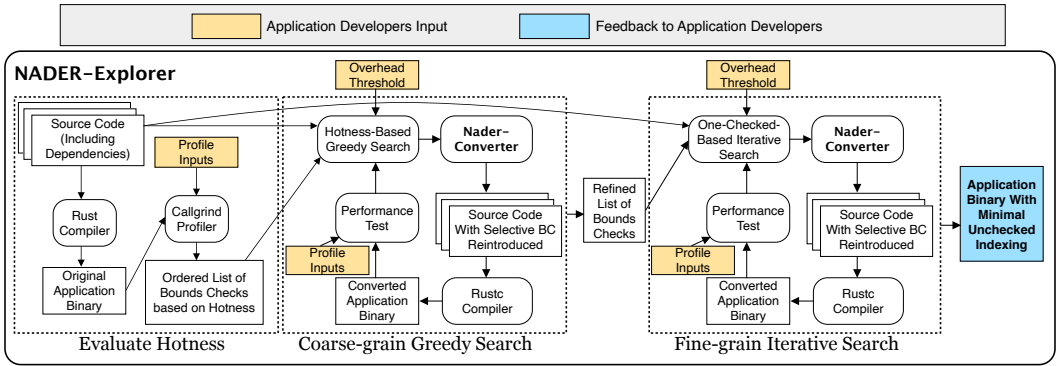 Application Developers Input
Feedback to Application Developers
NADER-Explorer
Source Code
(Including
Dependencies)
Profile
Inputs
Rust
Compiler
Callgrind
Profiler
Original
Application
Binary
Ordered List of
Bounds Checks
based on Hotness
Evaluate Hotness
Overhead
Threshold
Hotness-Based
Greedy Search
Nader-
Converter
Performance
Test
Source Code
With Selective BC
Reintroduced
Profile
Inputs
Converted
Application
Binary
Rustc
Compiler
Coarse-grain Greedy Search
Refined
List of
Bounds
Checks
Overhead
Threshold
One-Checked-
Based Iterative
Search
Nader-
Converter
Performance
Test
Source Code
With Selective BC
Reintroduced
Profile
Inputs
Converted
Application
Binary
Rustc
Compiler
Fine-grain Iterative Search
Application
Binary With
Minimal
Unchecked
Indexing